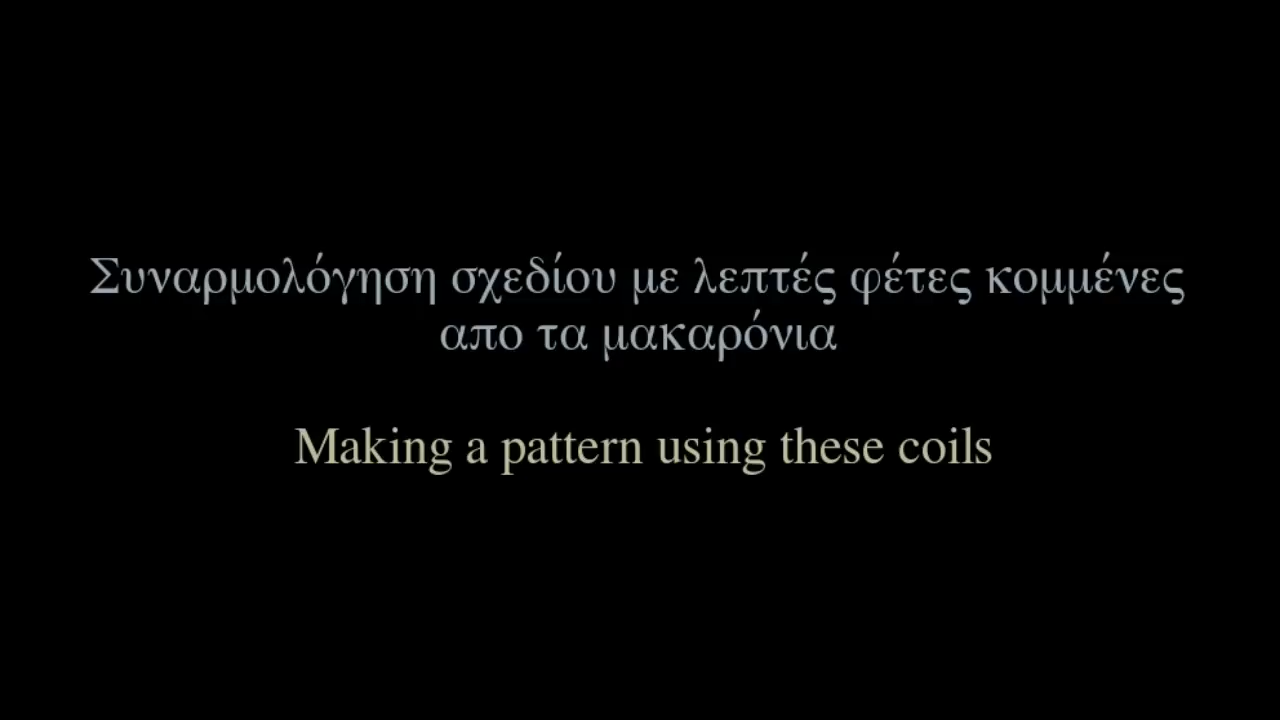 Συναρμολόγηση σχεδίου με λεπτές φέτες κομμένες
απο τα μακαρόνια
Making a pattern using these coils